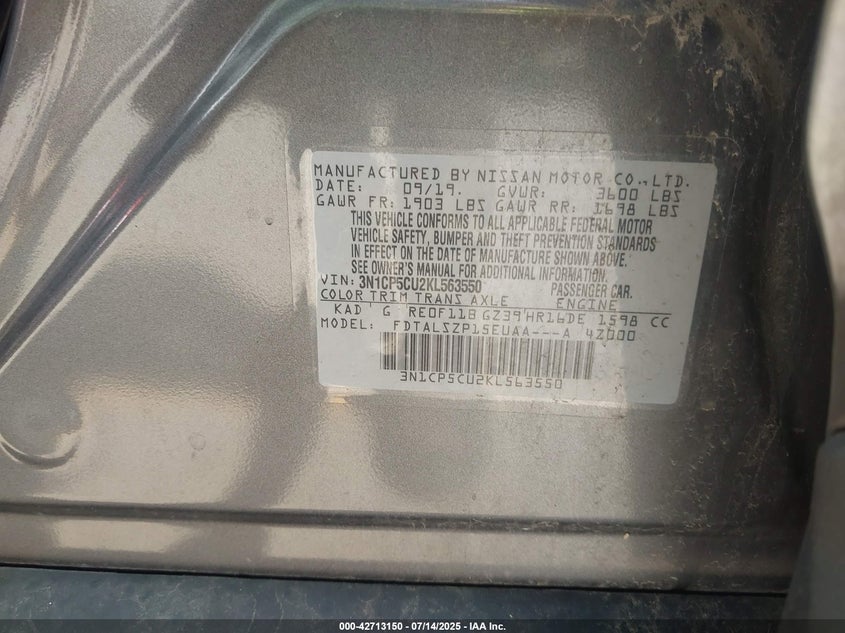 MANUFACTURED BY NISSAN MOTOR CO., LTD.
DATE: 09/19. GVWR: 3600 LBS
GAWR FR: 1903 LBS GAWR RR: 1698 LBS
THIS VEHICLE CONFORMS TO ALL APPLICABLE FEDERAL MOTOR
VEHICLE SAFETY, BUMPER AND THEFT PREVENTION STANDARDS
IN EFFECT ON THE DATE OF MANUFACTURE SHOWN ABOVE.
SEE OWNER'S MANUAL FOR ADDITIONAL INFORMATION.
VIN: 3N1CP5CU2KL563550 PASSENGER CAR.
COLOR TRIM TRANS AXLE ENGINE
KAD G RE0F11B GZ39 HR16DE 1598 CC
MODEL: FDTALSZP15EUAA---A 4Z000
3N1CP5CU2KL563550
000-42713150 | 07/14/2025 - IAA Inc.